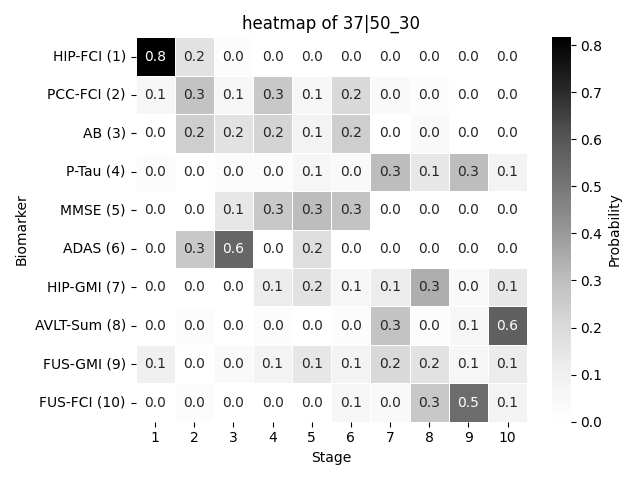 heatmap of 37|50_30
HIP-FCI (1) 0.8 0.2 0.0 0.0 0.0 0.0 0.0 0.0 0.0 0.0
PCC-FCI (2) 0.1 0.3 0.1 0.3 0.1 0.2 0.0 0.0 0.0 0.0
AB (3) 0.0 0.2 0.2 0.2 0.1 0.2 0.0 0.0 0.0 0.0
P-Tau (4) 0.0 0.0 0.0 0.0 0.1 0.0 0.3 0.1 0.3 0.1
MMSE (5) 0.0 0.0 0.1 0.3 0.3 0.3 0.0 0.0 0.0 0.0
ADAS (6) 0.0 0.3 0.6 0.0 0.2 0.0 0.0 0.0 0.0 0.0
HIP-GMI (7) 0.0 0.0 0.0 0.1 0.2 0.1 0.1 0.3 0.0 0.1
AVLT-Sum (8) 0.0 0.0 0.0 0.0 0.0 0.0 0.3 0.0 0.1 0.6
FUS-GMI (9) 0.1 0.0 0.0 0.1 0.1 0.1 0.2 0.2 0.1 0.1
FUS-FCI (10) 0.0 0.0 0.0 0.0 0.0 0.1 0.0 0.3 0.5 0.1
1 2 3 4 5 6 7 8 9 10
Stage
Biomarker
0.8
0.7
0.6
0.5
0.4
0.3
0.2
0.1
0.0
Probability